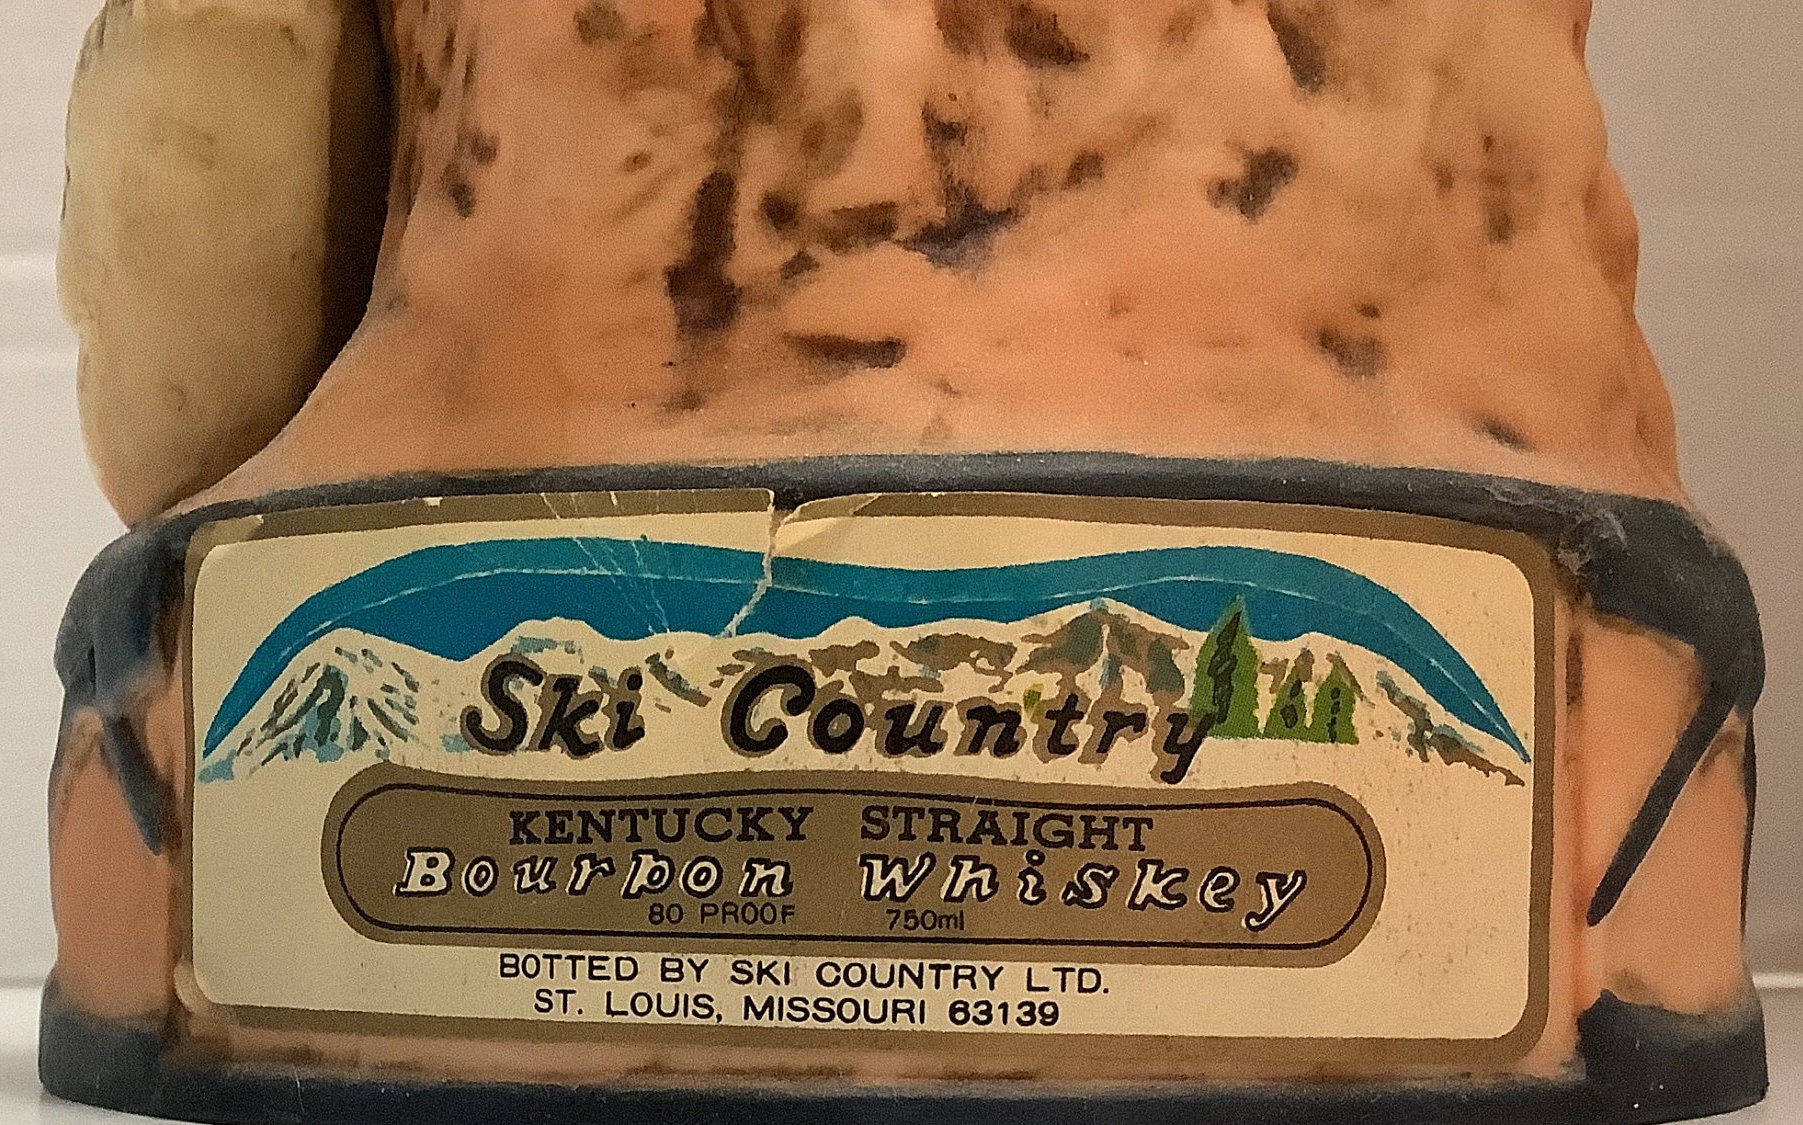 Ski Country
KENTUCKY STRAIGHT
Bourbon Whiskey
80 PROOF 750ml
BOTTED BY SKI COUNTRY LTD.
ST. LOUIS, MISSOURI 63139